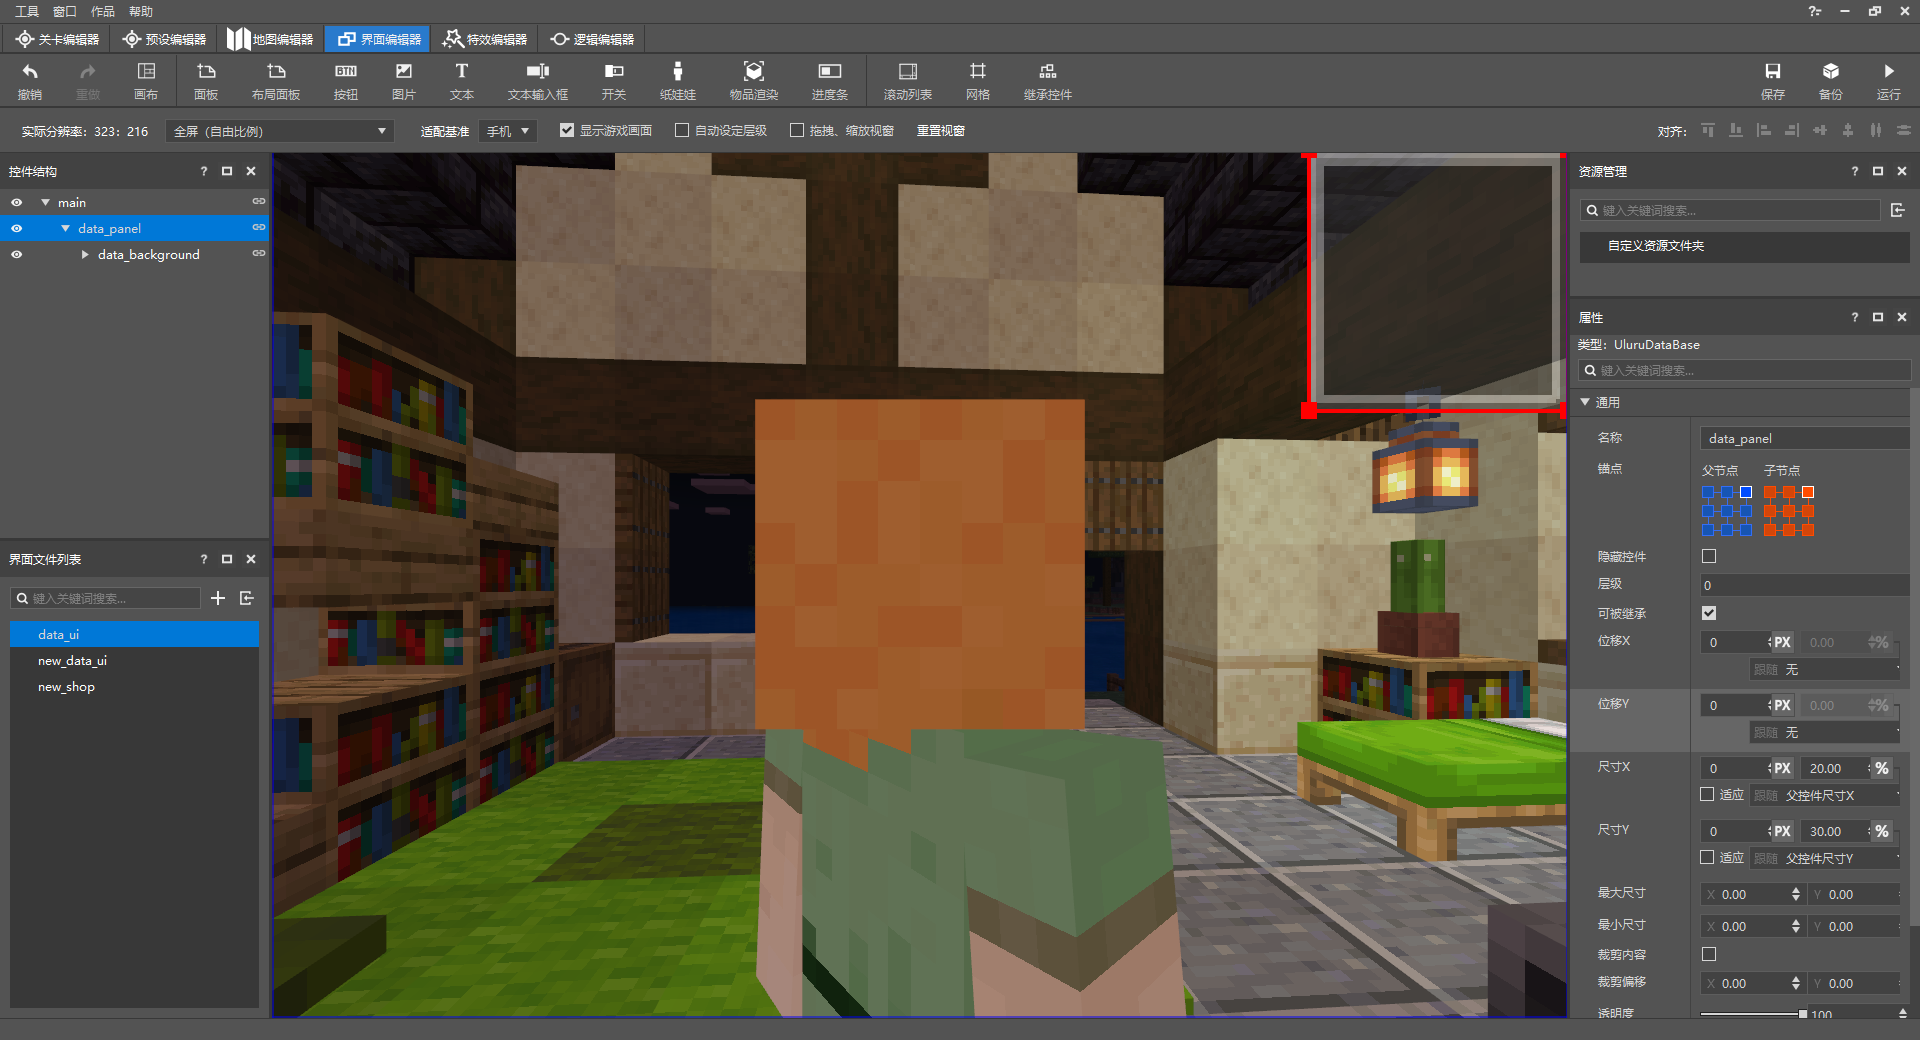 工具 窗口 作品 帮助
关卡编辑器 预设编辑器 地图编辑器 界面编辑器 特效编辑器 逻辑编辑器
撤销 重做 画布 面板 布局面板 按钮 图片 文本 文本输入框 开关 纸娃娃 物品渲染 进度条 滚动列表 网格 继承控件 保存 备份 运行
实际分辨率: 323: 216 全屏 (自由比例) 适配基准 手机 显示游戏画面 自动设定层级 拖拽、缩放视窗 重置视窗 对齐:
控件结构 ?
main
data_panel
data_background
界面文件列表 ?
键入关键词搜索...
data_ui
new_data_ui
new_shop
资源管理 ?
键入关键词搜索...
自定义资源文件夹
属性 ?
类型: UluruDataBase
键入关键词搜索...
通用
名称 data_panel
锚点 父节点 子节点
隐藏控件
层级 0
可被继承
位移X 0 PX 0.00 %
跟随 无
位移Y 0 PX 0.00 %
跟随 无
尺寸X 0 PX 20.00 %
适应 跟随 父控件尺寸X
尺寸Y 0 PX 30.00 %
适应 跟随 父控件尺寸Y
最大尺寸 X 0.00 Y 0.00
最小尺寸 X 0.00 Y 0.00
裁剪内容
裁剪偏移 X 0.00 Y 0.00
透明度 100